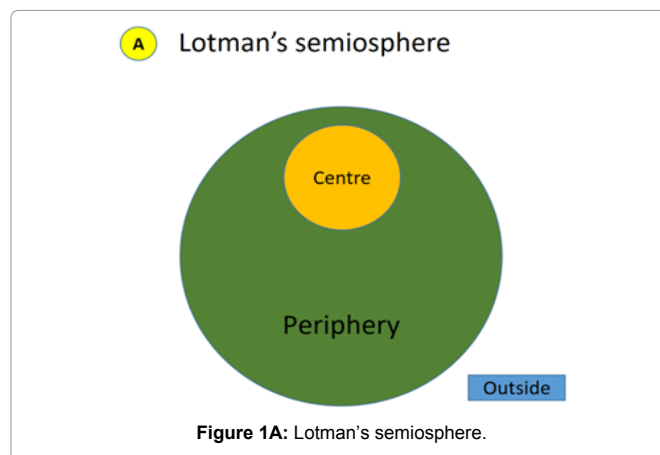 A Lotman's semiosphere
Centre
Periphery
Outside
Figure 1A: Lotman's semiosphere.